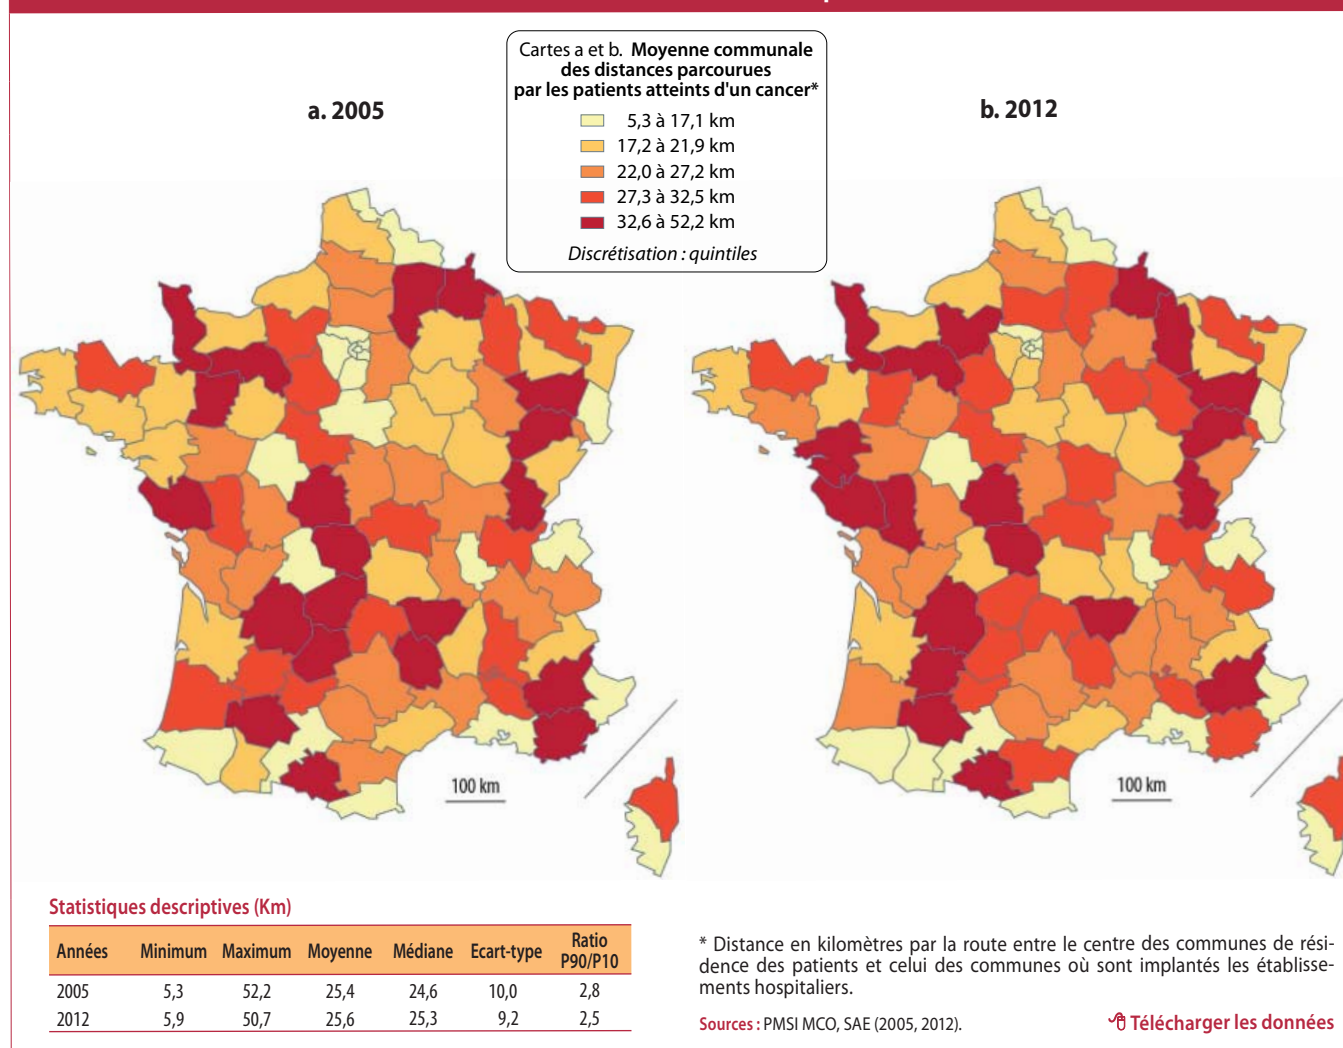 Cartes a et b. Moyenne communale
des distances parcourues
par les patients atteints d'un cancer*
5,3 à 17,1 km
17,2 à 21,9 km
22,0 à 27,2 km
27,3 à 32,5 km
32,6 à 52,2 km
Discrétisation : quintiles
a. 2005
b. 2012
100 km
100 km
Statistiques descriptives (Km)
Années Minimum Maximum Moyenne Médiane Ecart-type Ratio P90/P10
2005 5,3 52,2 25,4 24,6 10,0 2,8
2012 5,9 50,7 25,6 25,3 9,2 2,5
* Distance en kilomètres par la route entre le centre des communes de rési-
dence des patients et celui des communes où sont implantés les établisse-
ments hospitaliers.
Sources : PMSI MCO, SAE (2005, 2012).
Télécharger les données